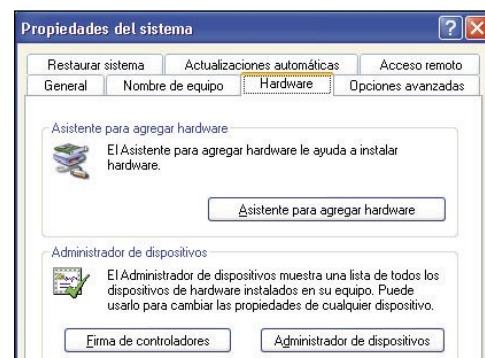 Propiedades del sistema
Restaurar sistema Actualizaciones automáticas Acceso remoto
General Nombre de equipo Hardware Opciones avanzadas
Asistente para agregar hardware
El Asistente para agregar hardware le ayuda a instalar
hardware.
Asistente para agregar hardware
Administrador de dispositivos
El Administrador de dispositivos muestra una lista de todos los
dispositivos de hardware instalados en su equipo. Puede
usarlo para cambiar las propiedades de cualquier dispositivo.
Firma de controladores Administrador de dispositivos